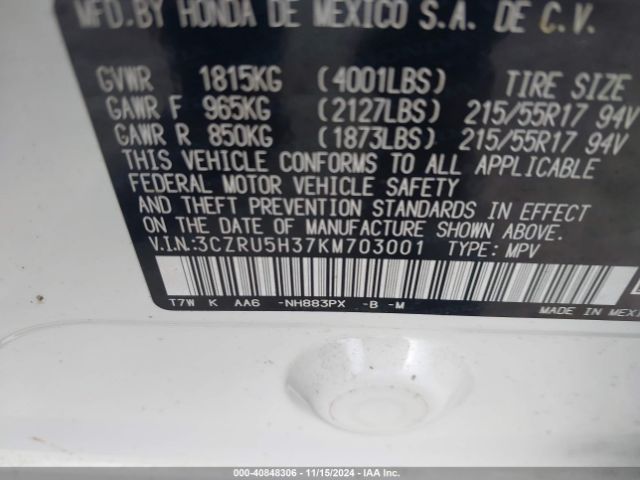 MFD.BY HONDA DE MEXICO S.A. DE C.V.
GVWR 1815KG (4001LBS) TIRE SIZE
GAWR F 965KG (2127LBS) 215/55R17 94V
GAWR R 850KG (1873LBS) 215/55R17 94V
THIS VEHICLE CONFORMS TO ALL APPLICABLE
FEDERAL MOTOR VEHICLE SAFETY
AND THEFT PREVENTION STANDARDS IN EFFECT
ON THE DATE OF MANUFACTURE SHOWN ABOVE.
V.I.N.:3CZRU5H37KM703001 TYPE: MPV
T7W K AA6 -NH883PX -B -M
MADE IN MEXI
000-40848306 - 11/15/2024 - IAA Inc.